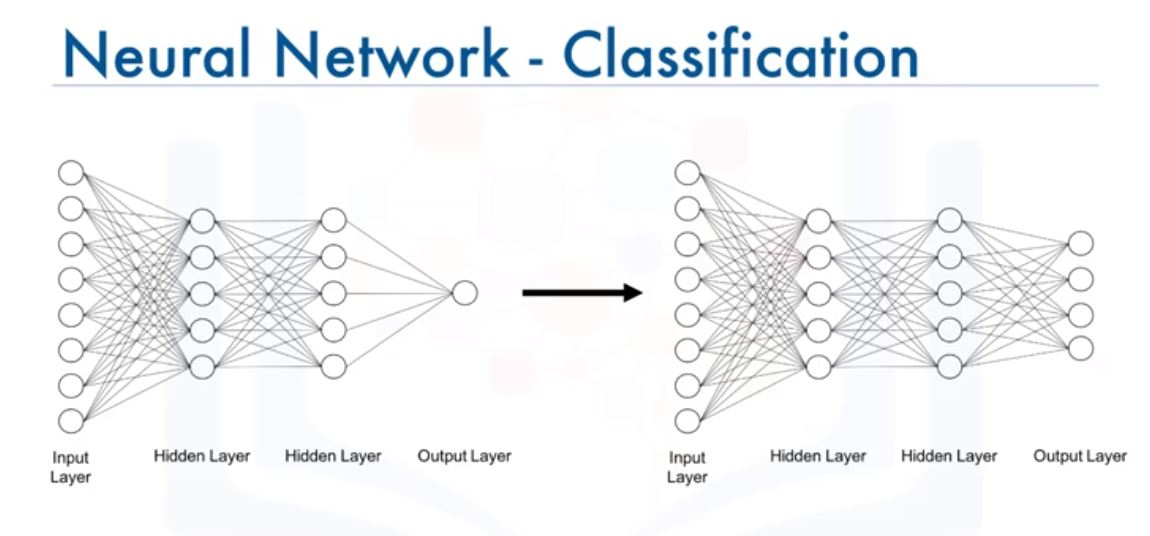 Neural Network - Classification
Input
Layer
Hidden Layer
Hidden Layer
Output Layer
Input
Layer
Hidden Layer
Hidden Layer
Output Layer